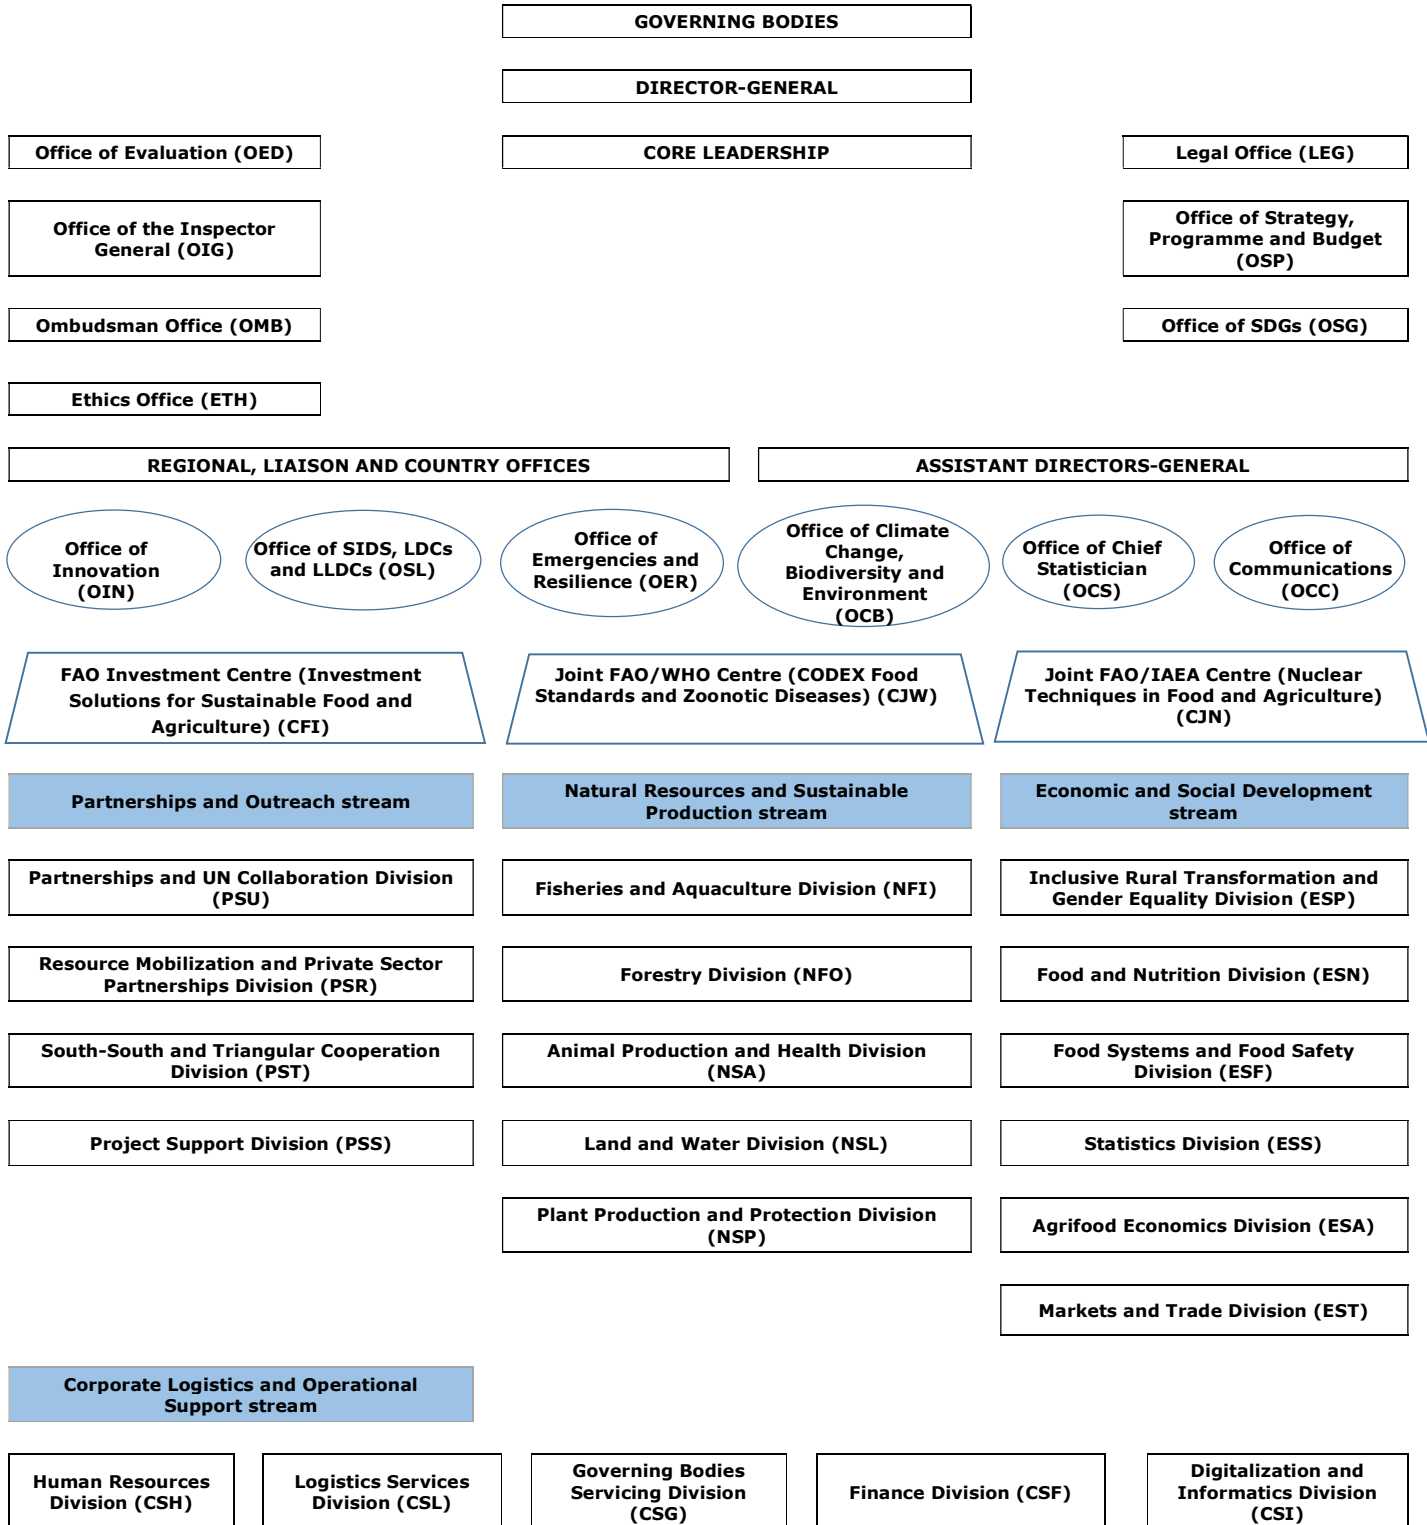 GOVERNING BODIES
DIRECTOR-GENERAL
Office of Evaluation (OED)
CORE LEADERSHIP
Legal Office (LEG)
Office of the Inspector
General (OIG)
Office of Strategy,
Programme and Budget
(OSP)
Ombudsman Office (OMB)
Office of SDGs (OSG)
Ethics Office (ETH)
REGIONAL, LIAISON AND COUNTRY OFFICES
ASSISTANT DIRECTORS-GENERAL
Office of
Innovation
(OIN)
Office of SIDS, LDCs
and LLDCs (OSL)
Office of
Emergencies and
Resilience (OER)
Office of Climate
Change,
Biodiversity and
Environment
(OCB)
Office of Chief
Statistician
(OCS)
Office of
Communications
(OCC)
FAO Investment Centre (Investment
Solutions for Sustainable Food and
Agriculture) (CFI)
Joint FAO/WHO Centre (CODEX Food
Standards and Zoonotic Diseases) (CJW)
Joint FAO/IAEA Centre (Nuclear
Techniques in Food and Agriculture)
(CJN)
Partnerships and Outreach stream
Natural Resources and Sustainable
Production stream
Economic and Social Development
stream
Partnerships and UN Collaboration Division
(PSU)
Fisheries and Aquaculture Division (NFI)
Inclusive Rural Transformation and
Gender Equality Division (ESP)
Resource Mobilization and Private Sector
Partnerships Division (PSR)
Forestry Division (NFO)
Food and Nutrition Division (ESN)
South-South and Triangular Cooperation
Division (PST)
Animal Production and Health Division
(NSA)
Food Systems and Food Safety
Division (ESF)
Project Support Division (PSS)
Land and Water Division (NSL)
Statistics Division (ESS)
Plant Production and Protection Division
(NSP)
Agrifood Economics Division (ESA)
Markets and Trade Division (EST)
Corporate Logistics and Operational
Support stream
Human Resources
Division (CSH)
Logistics Services
Division (CSL)
Governing Bodies
Servicing Division
(CSG)
Finance Division (CSF)
Digitalization and
Informatics Division
(CSI)